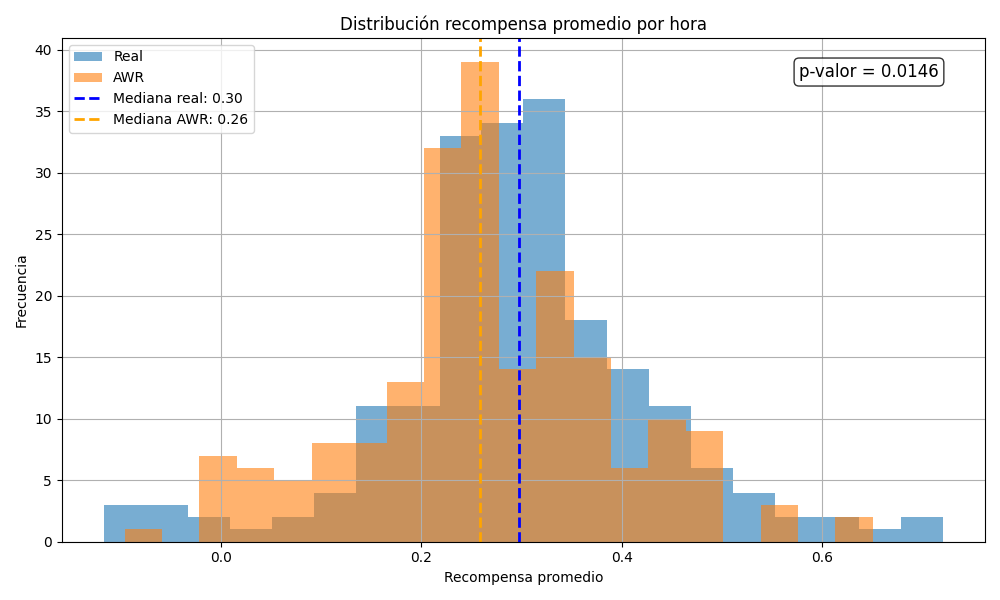 Distribución recompensa promedio por hora
Real
AWR
Mediana real: 0.30
Mediana AWR: 0.26
p-valor = 0.0146
Frecuencia
40
35
30
25
20
15
10
5
0
0.0
0.2
0.4
0.6
Recompensa promedio